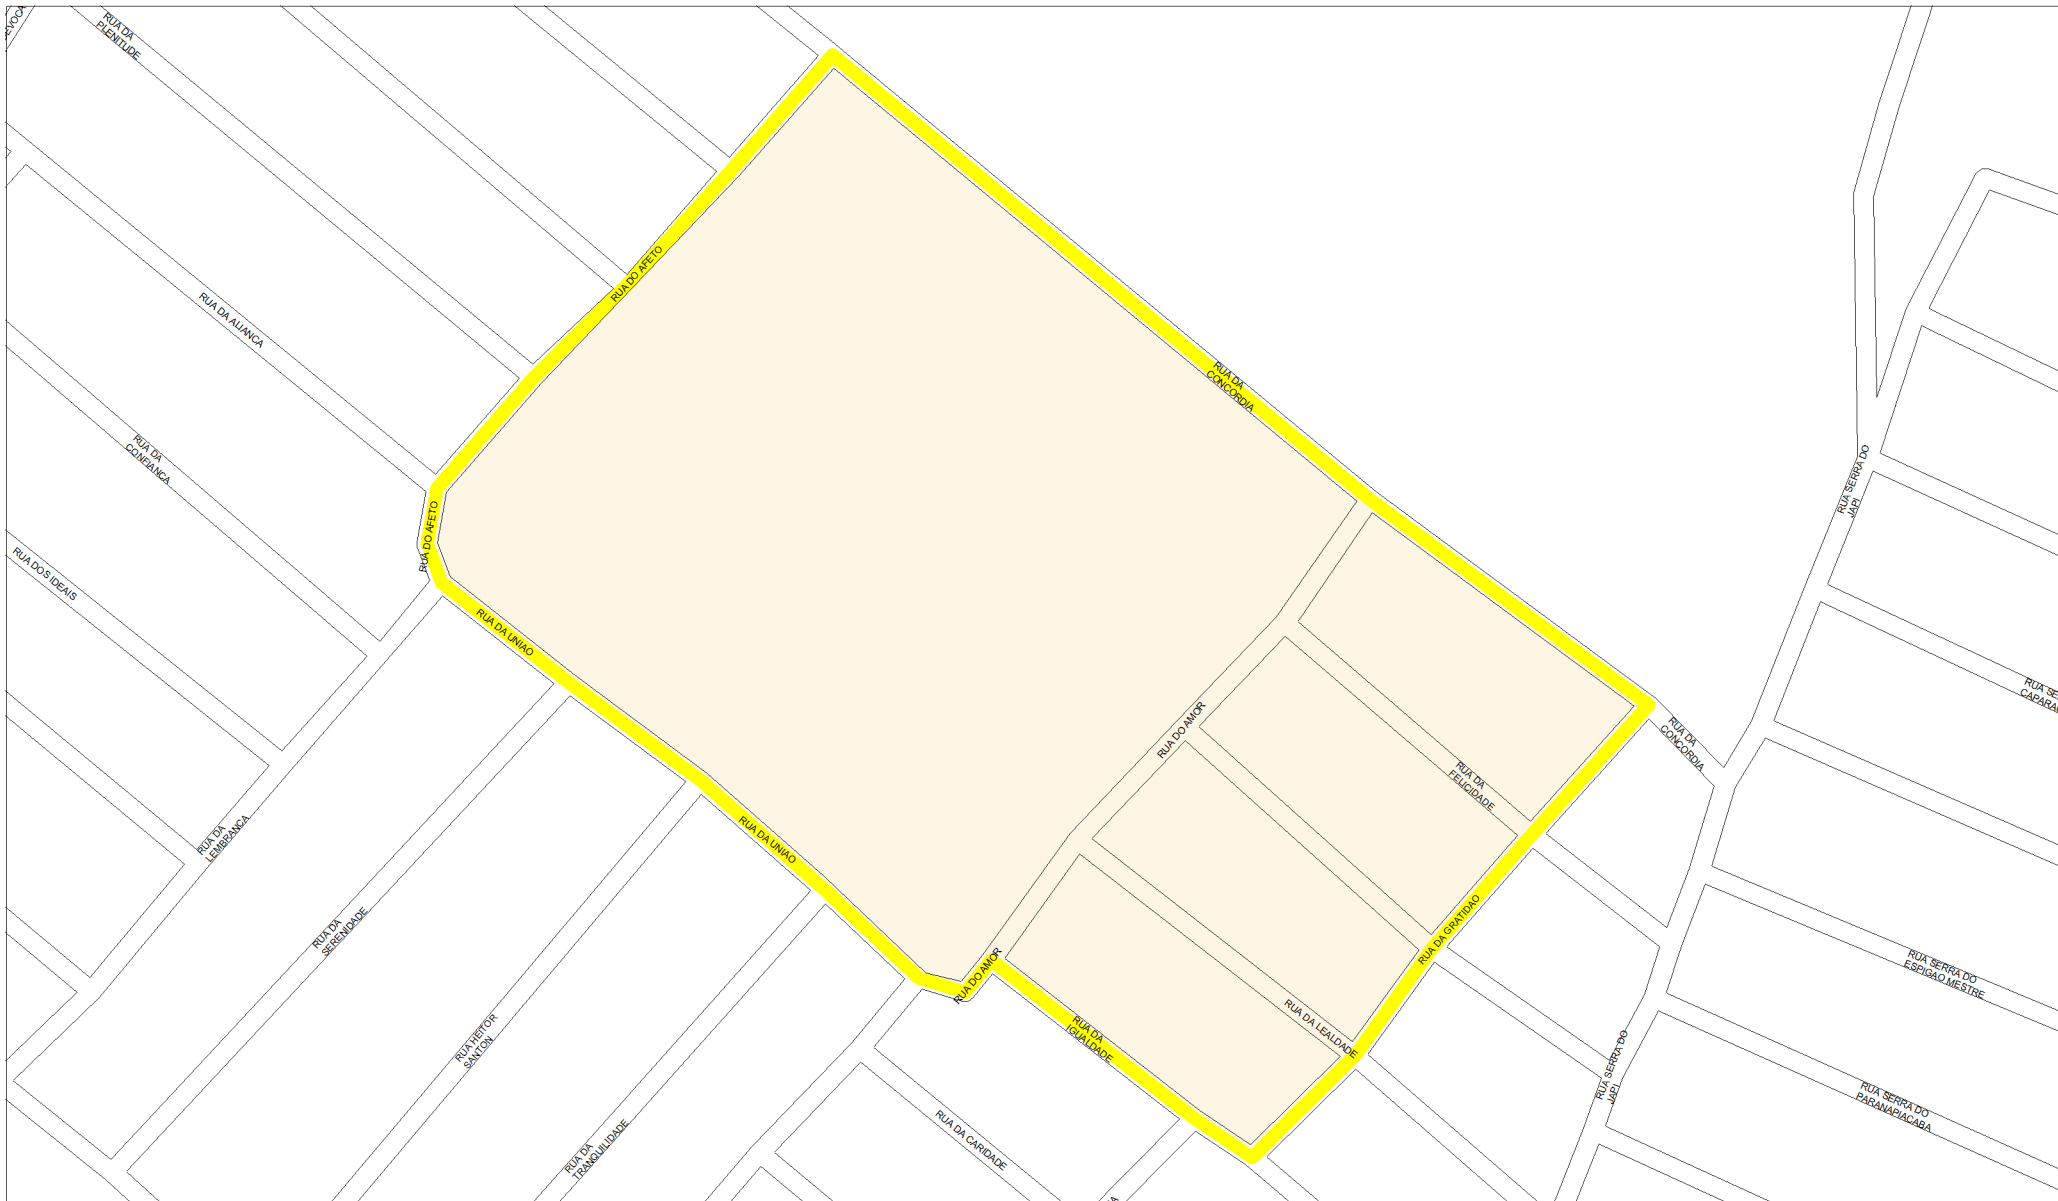 RUA DA
PLENITUDE
RUA DA ALIANCA
RUA DO AFETO
RUA DA
CONCORDIA
RUA DA
CONFIANCA
RUA DO AFETO
RUA SERRA DO
JAPI
RUA DOS IDEAIS
RUA DA UNIAO
RUA DO AMOR
RUA DA
CONCORDIA
RUA DA
FELICIDADE
RUA DA
LEMBRANCA
RUA DA UNIAO
RUA DA
SERENIDADE
RUA DA GRATIDAO
RUA DO AMOR
RUA SERRA DO
ESPIGAO MESTRE
RUA HEITOR
SANTON
RUA DA
IGUALDADE
RUA DA LEALDADE
RUA SERRA DO
JAPI
RUA SERRA DO
PARANAPIACABA
RUA DA
TRANQUILIDADE
RUA DA CARIDADE